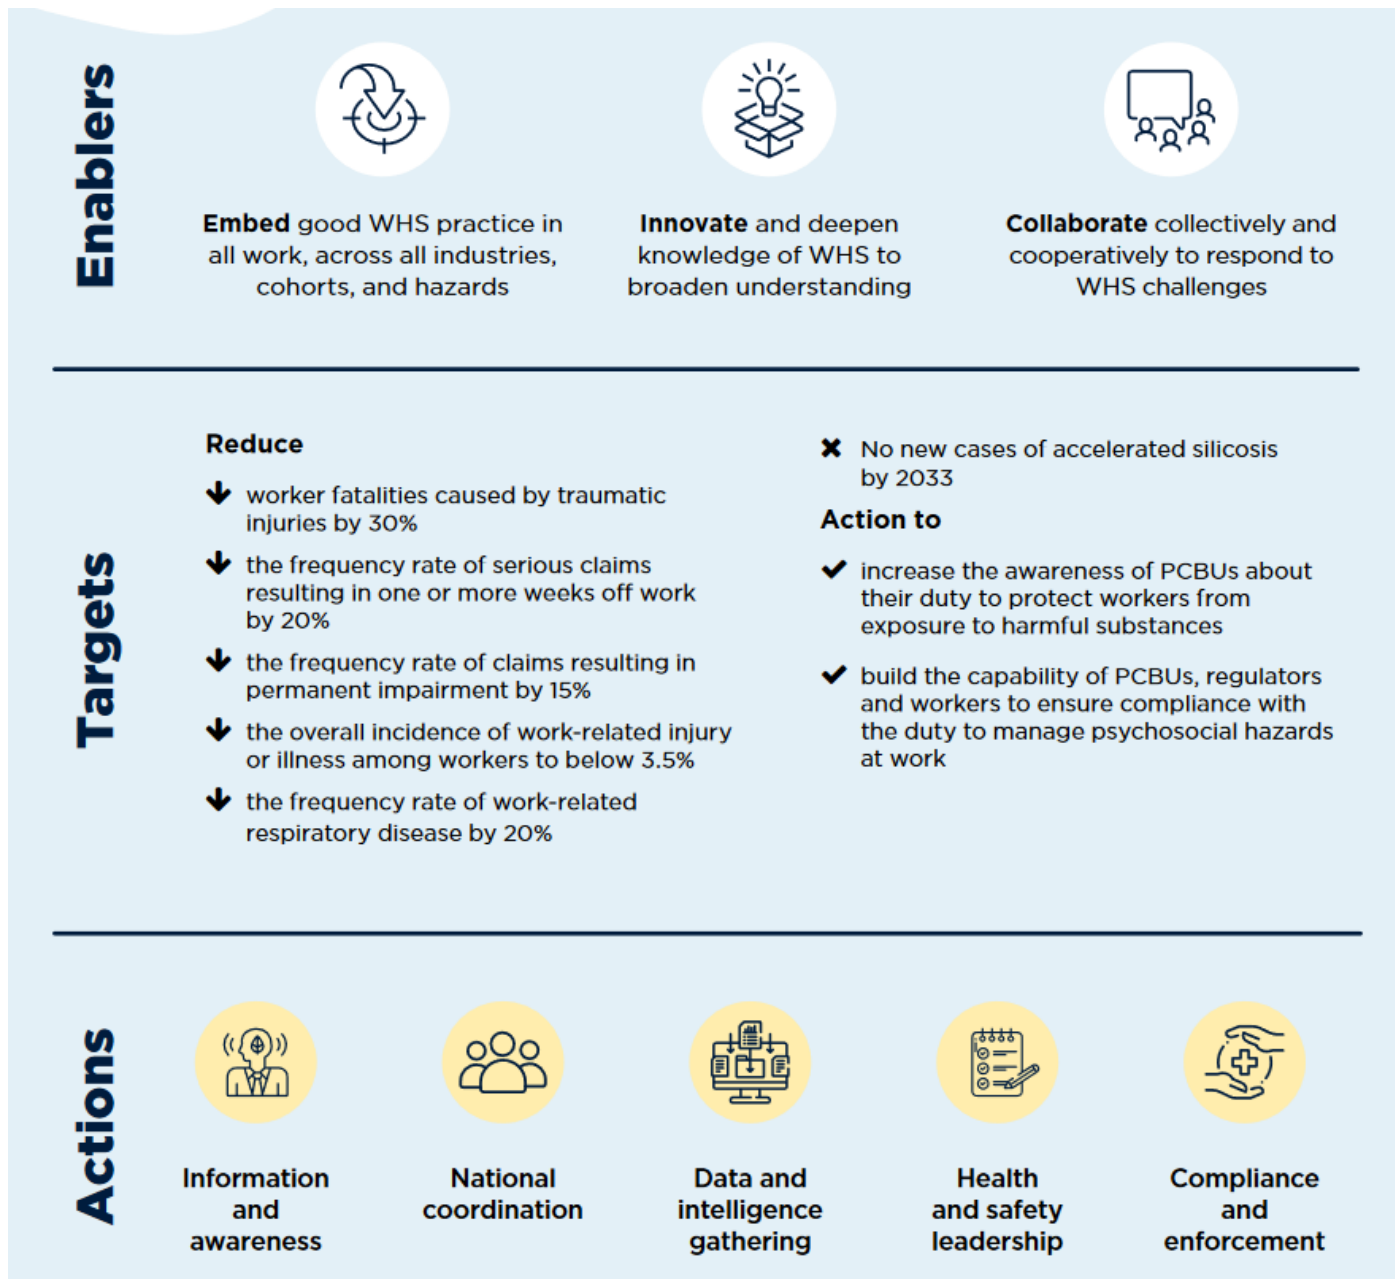 Enablers
Embed good WHS practice in
all work, across all industries,
cohorts, and hazards
Innovate and deepen
knowledge of WHS to
broaden understanding
Collaborate collectively and
cooperatively to respond to
WHS challenges
Targets
Reduce
worker fatalities caused by traumatic
injuries by 30%
the frequency rate of serious claims
resulting in one or more weeks off work
by 20%
the frequency rate of claims resulting in
permanent impairment by 15%
the overall incidence of work-related injury
or illness among workers to below 3.5%
the frequency rate of work-related
respiratory disease by 20%
No new cases of accelerated silicosis
by 2033
Action to
increase the awareness of PCBUs about
their duty to protect workers from
exposure to harmful substances
build the capability of PCBUs, regulators
and workers to ensure compliance with
the duty to manage psychosocial hazards
at work
Actions
Information
and
awareness
National
coordination
Data and
intelligence
gathering
Health
and safety
leadership
Compliance
and
enforcement